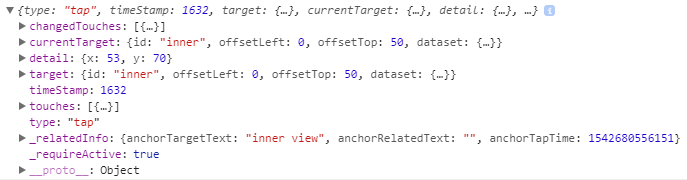 ▼ {type: "tap", timeStamp: 1632, target: {…}, currentTarget: {…}, detail: {…}, …} i
▶ changedTouches: [{…}]
▶ currentTarget: {id: "inner", offsetLeft: 0, offsetTop: 50, dataset: {…}}
▶ detail: {x: 53, y: 70}
▶ target: {id: "inner", offsetLeft: 0, offsetTop: 50, dataset: {…}}
timeStamp: 1632
▶ touches: [{…}]
type: "tap"
▶ _relatedInfo: {anchorTargetText: "inner view", anchorRelatedText: "", anchorTapTime: 1542680556151}
_requireActive: true
▶ __proto__: Object